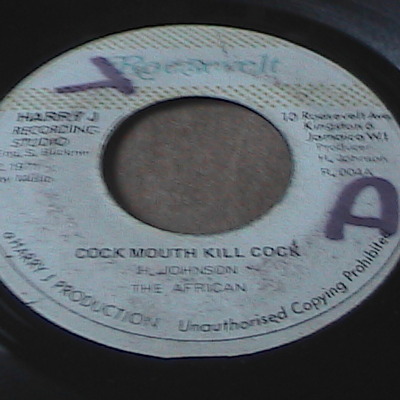 Roosevelt
HARRY J
RECORDING
STUDIO
10 Roosevelt Ave
Kingston 6
Jamaica W.I
Producer
H. Johnson
R. 004A
A
COCK MOUTH KILL COCK
H. JOHNSON
THE AFRICAN
HARRY J PRODUCTION Unauthorised Copying Prohibited